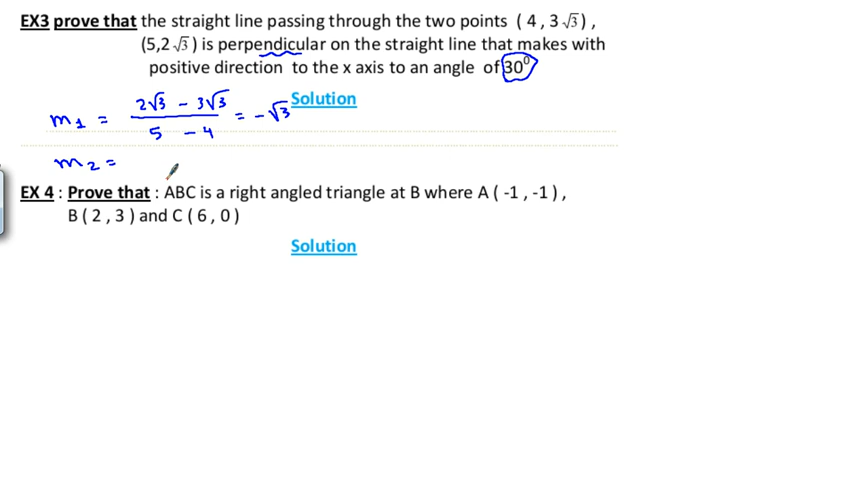 EX3 prove that the straight line passing through the two points ( 4 , 3 √3 ) ,
(5,2 √3 ) is perpendicular on the straight line that makes with
positive direction to the x axis to an angle of 30⁰
Solution
m₁ = (2√3 - 3√3) / (5 - 4) = -√3
m₂ =
EX 4 : Prove that : ABC is a right angled triangle at B where A ( -1 , -1 ) ,
B ( 2 , 3 ) and C ( 6 , 0 )
Solution